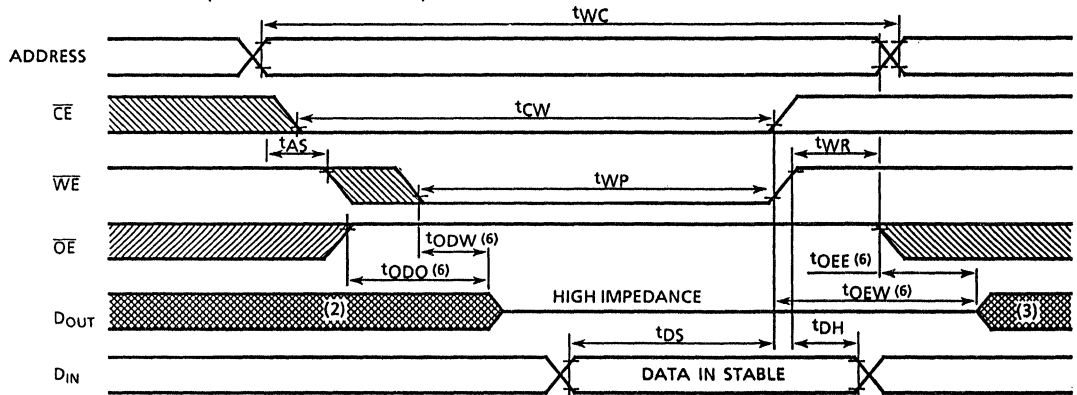 tWC
ADDRESS
CE
tCW
tAS
tWR
WE
tWP
OE
tODW (6)
tODO (6)
tOEE (6)
tOEW (6)
DOUT
(2)
HIGH IMPEDANCE
(3)
tDS
tDH
DIN
DATA IN STABLE